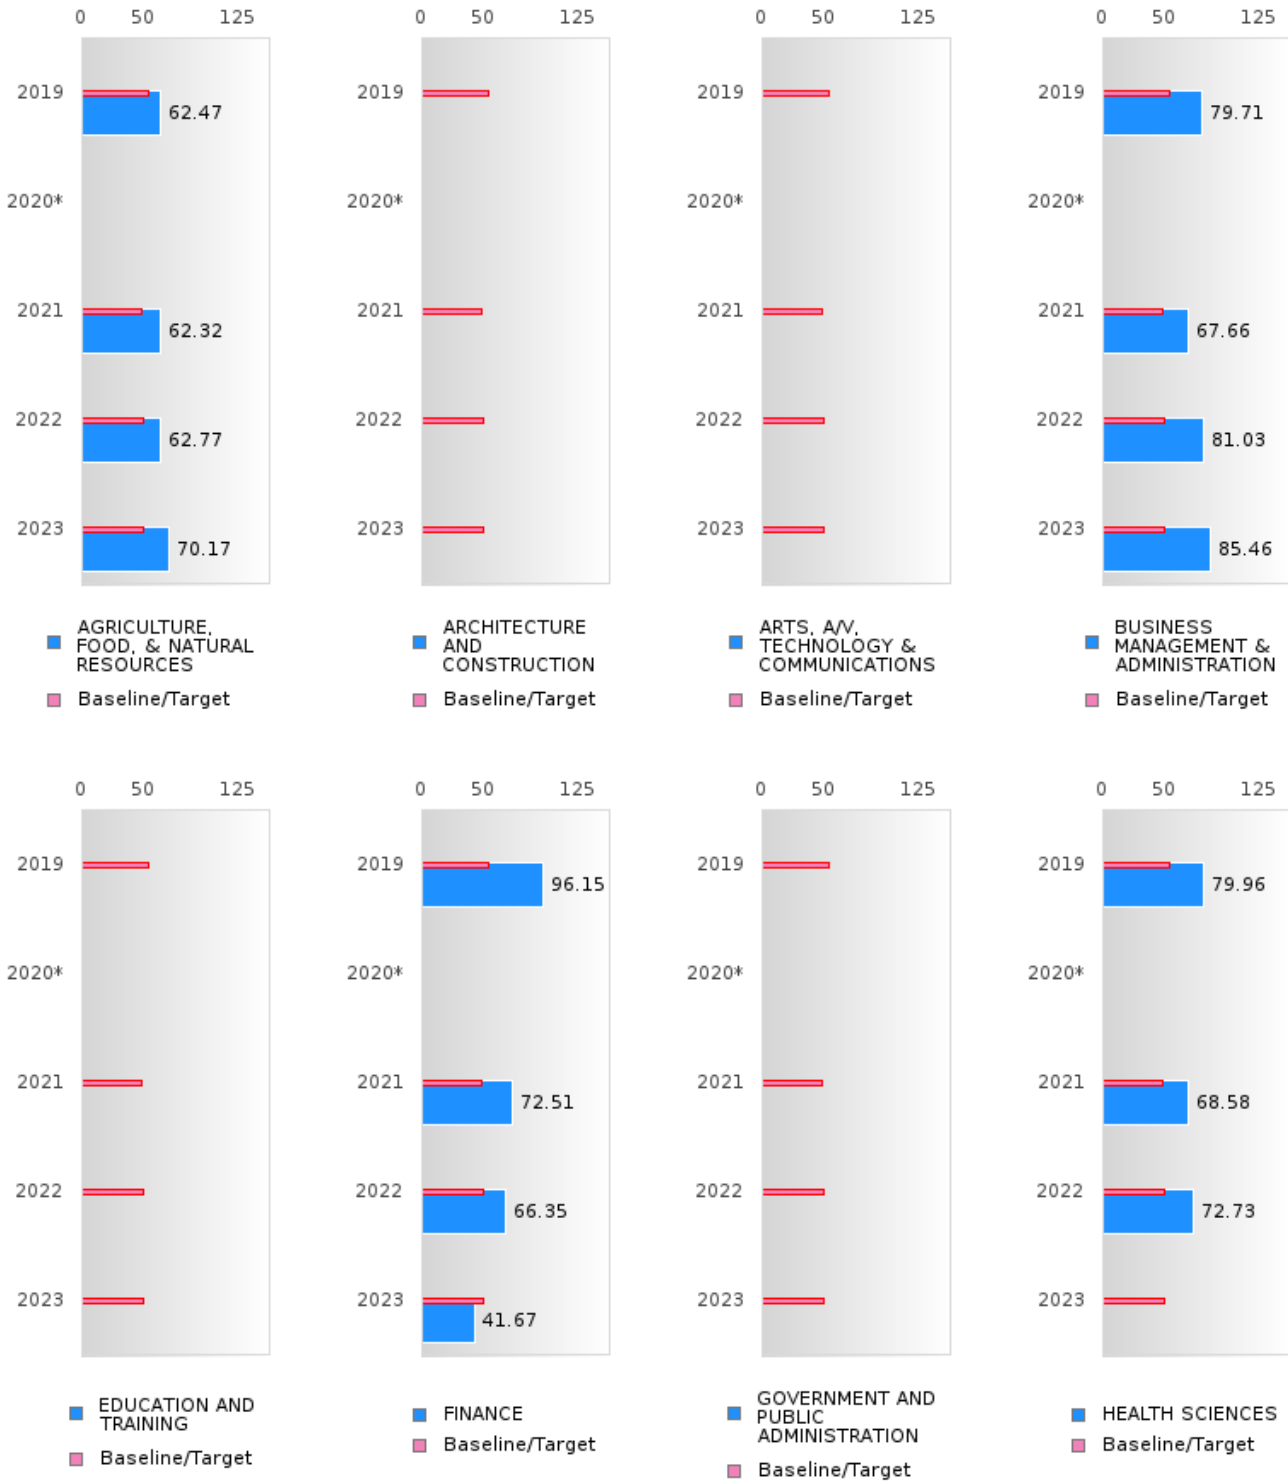 0 50 125
0 50 125
0 50 125
0 50 125
2019 62.47
2020*
2021 62.32
2022 62.77
2023 70.17
2019
2020*
2021
2022
2023
2019
2020*
2021
2022
2023
2019 79.71
2020*
2021 67.66
2022 81.03
2023 85.46
AGRICULTURE,
FOOD, & NATURAL
RESOURCES
Baseline/Target
ARCHITECTURE
AND
CONSTRUCTION
Baseline/Target
ARTS, A/V,
TECHNOLOGY &
COMMUNICATIONS
Baseline/Target
BUSINESS
MANAGEMENT &
ADMINISTRATION
Baseline/Target
0 50 125
0 50 125
0 50 125
0 50 125
2019
2020*
2021
2022
2023
2019 96.15
2020*
2021 72.51
2022 66.35
2023 41.67
2019
2020*
2021
2022
2023
2019 79.96
2020*
2021 68.58
2022 72.73
2023
EDUCATION AND
TRAINING
Baseline/Target
FINANCE
Baseline/Target
GOVERNMENT AND
PUBLIC
ADMINISTRATION
Baseline/Target
HEALTH SCIENCES
Baseline/Target